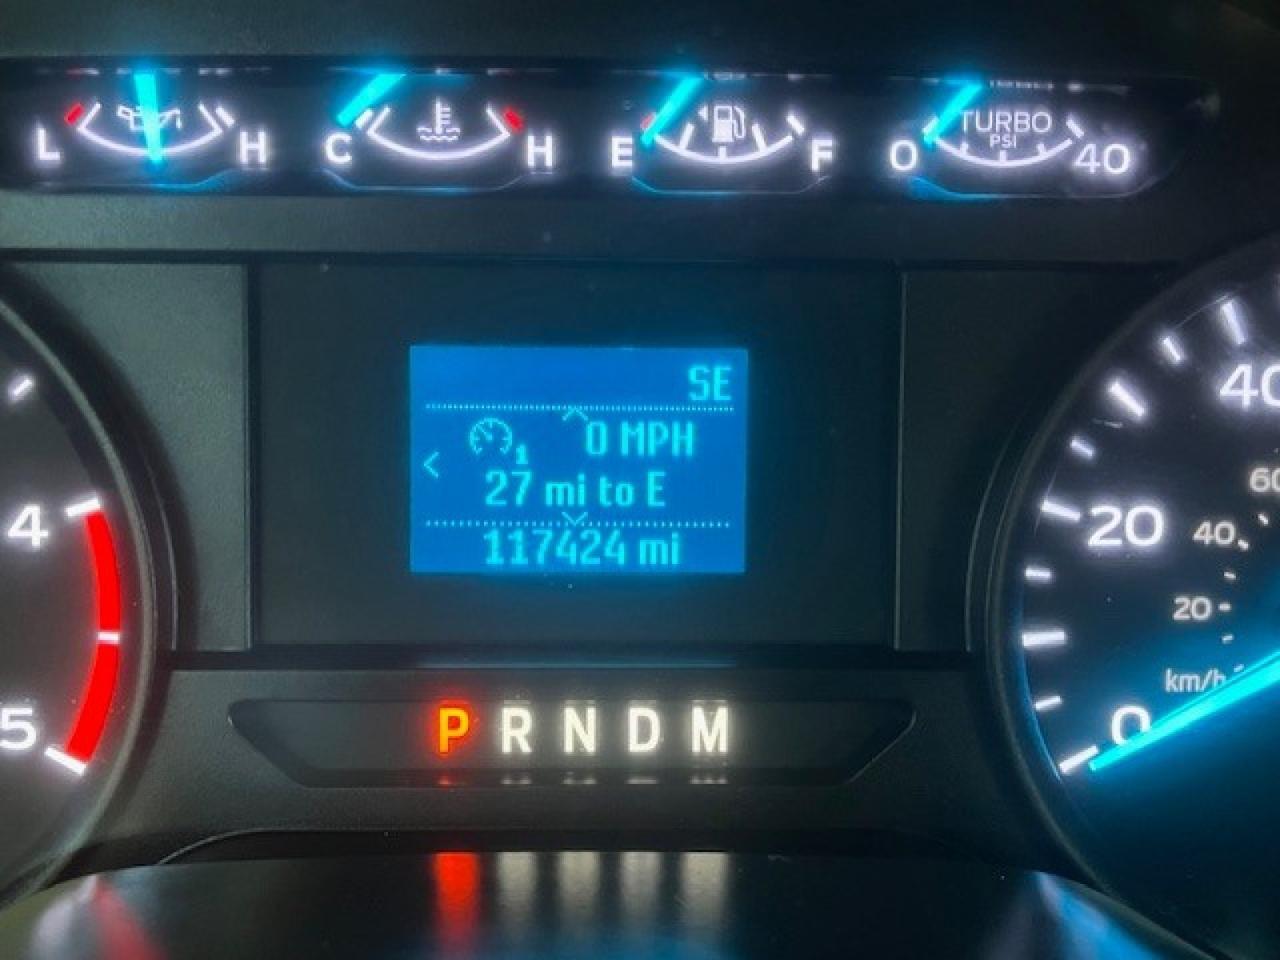 L H C H E F 0 TURBO 40
PSI
SE
0 MPH
1
27 mi to E
117424 mi
4
5
40
60
20 40
20
km/h
0
P R N D M